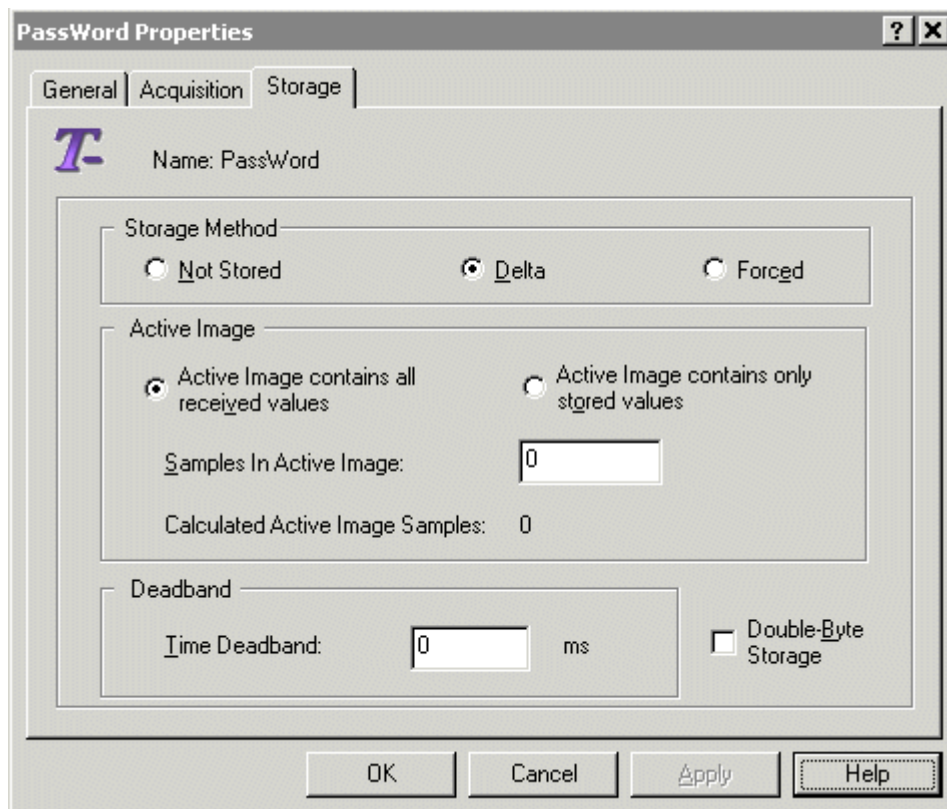 PassWord Properties
General Acquisition Storage
T-
Name: PassWord
Storage Method
Not Stored Delta Forced
Active Image
Active Image contains all
received values
Active Image contains only
stored values
Samples In Active Image: 0
Calculated Active Image Samples: 0
Deadband
Time Deadband: 0 ms
Double-Byte
Storage
OK Cancel Apply Help